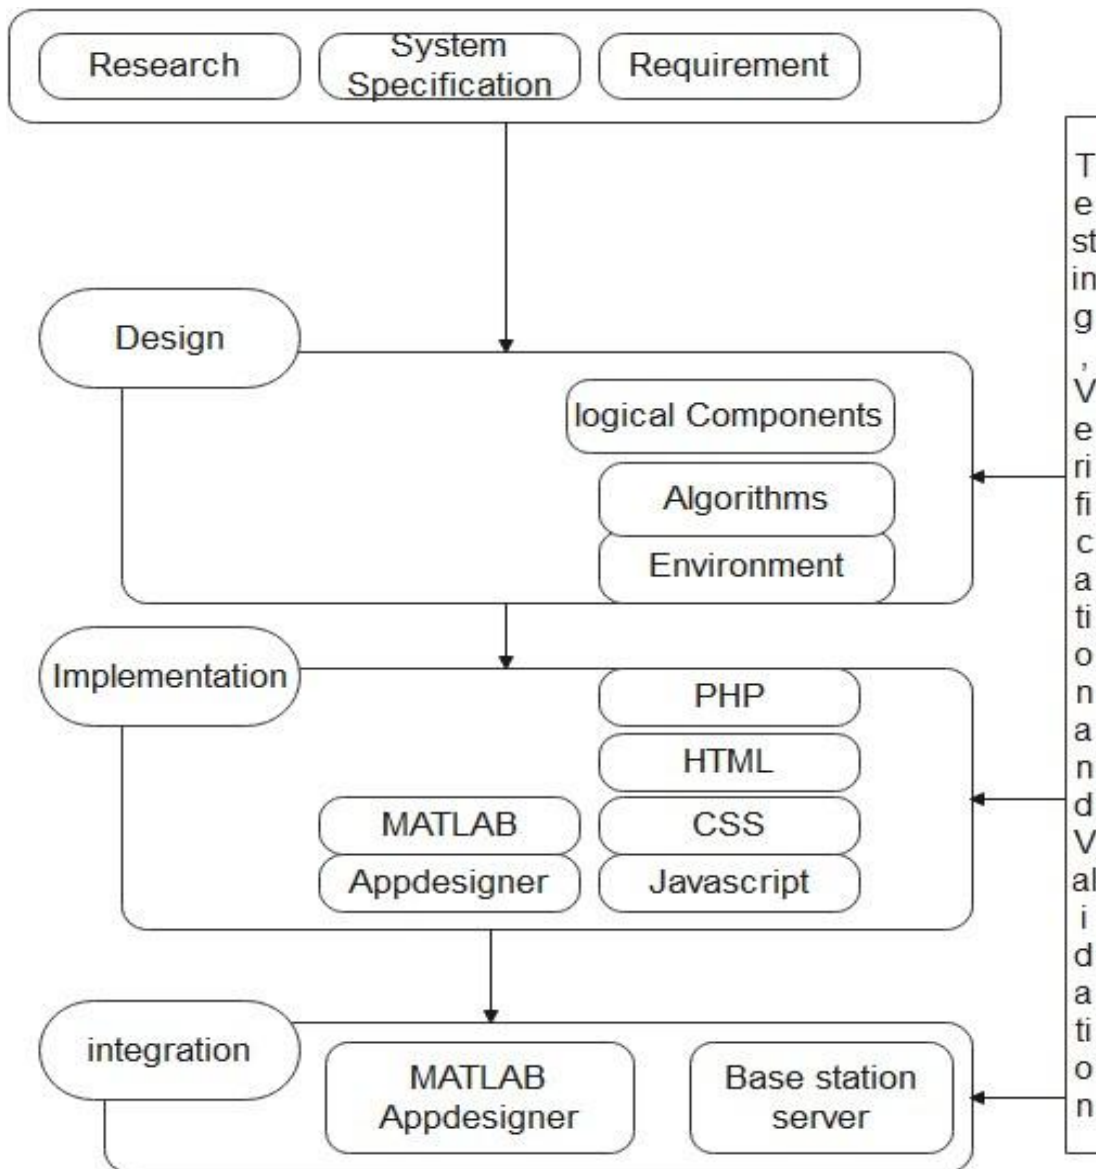 Research
System
Specification
Requirement
Design
logical Components
Algorithms
Environment
Implementation
PHP
HTML
MATLAB
CSS
Appdesigner
Javascript
integration
MATLAB
Appdesigner
Base station
server
T
e
st
in
g
,
V
e
ri
fi
c
a
ti
o
n
a
n
d
V
al
i
d
a
ti
o
n